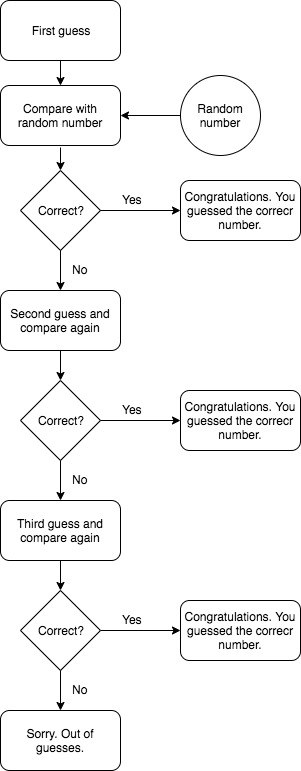 First guess
Compare with
random number
Random
number
Correct?
Yes
Congratulations. You
guessed the correcr
number.
No
Second guess and
compare again
Correct?
Yes
Congratulations. You
guessed the correcr
number.
No
Third guess and
compare again
Correct?
Yes
Congratulations. You
guessed the correcr
number.
No
Sorry. Out of
guesses.